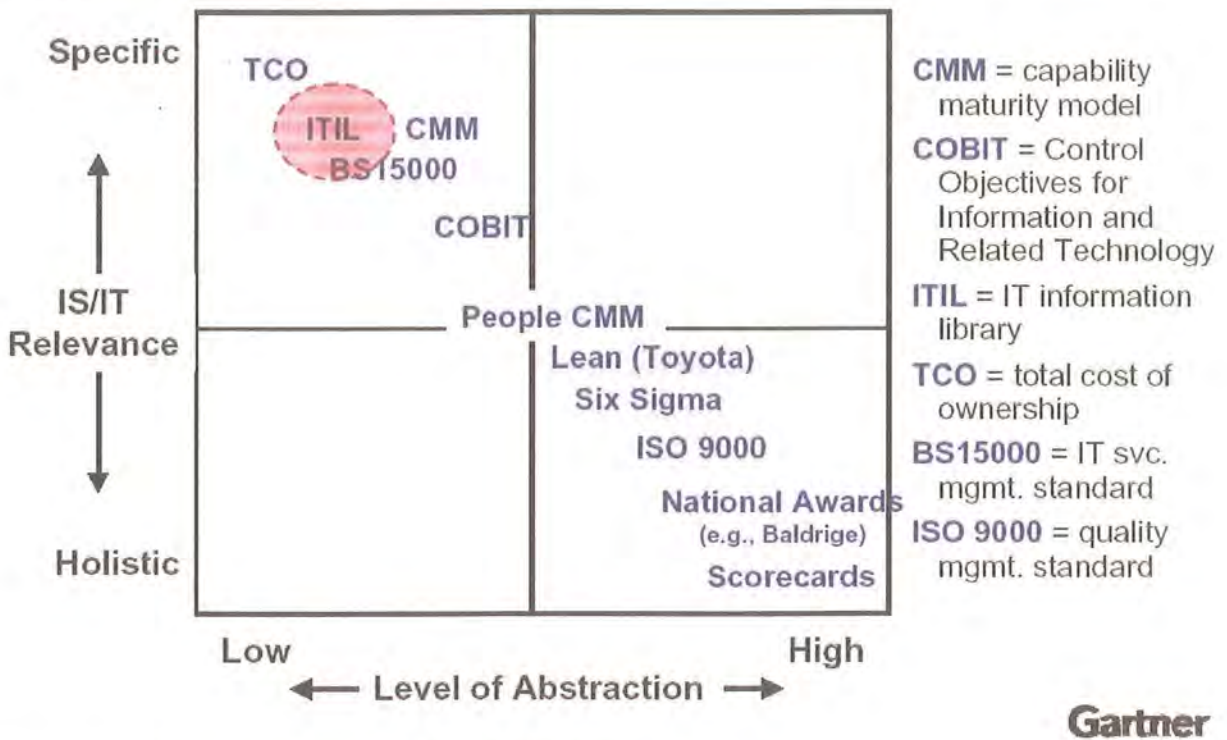 Specific
TCO
ITIL CMM
BS15000
COBIT
IS/IT
Relevance
People CMM
Lean (Toyota)
Six Sigma
ISO 9000
National Awards
(e.g., Baldrige)
Scorecards
Holistic
Low
High
Level of Abstraction
CMM = capability
maturity model
COBIT = Control
Objectives for
Information and
Related Technology
ITIL = IT information
library
TCO = total cost of
ownership
BS15000 = IT svc.
mgmt. standard
ISO 9000 = quality
mgmt. standard
Gartner